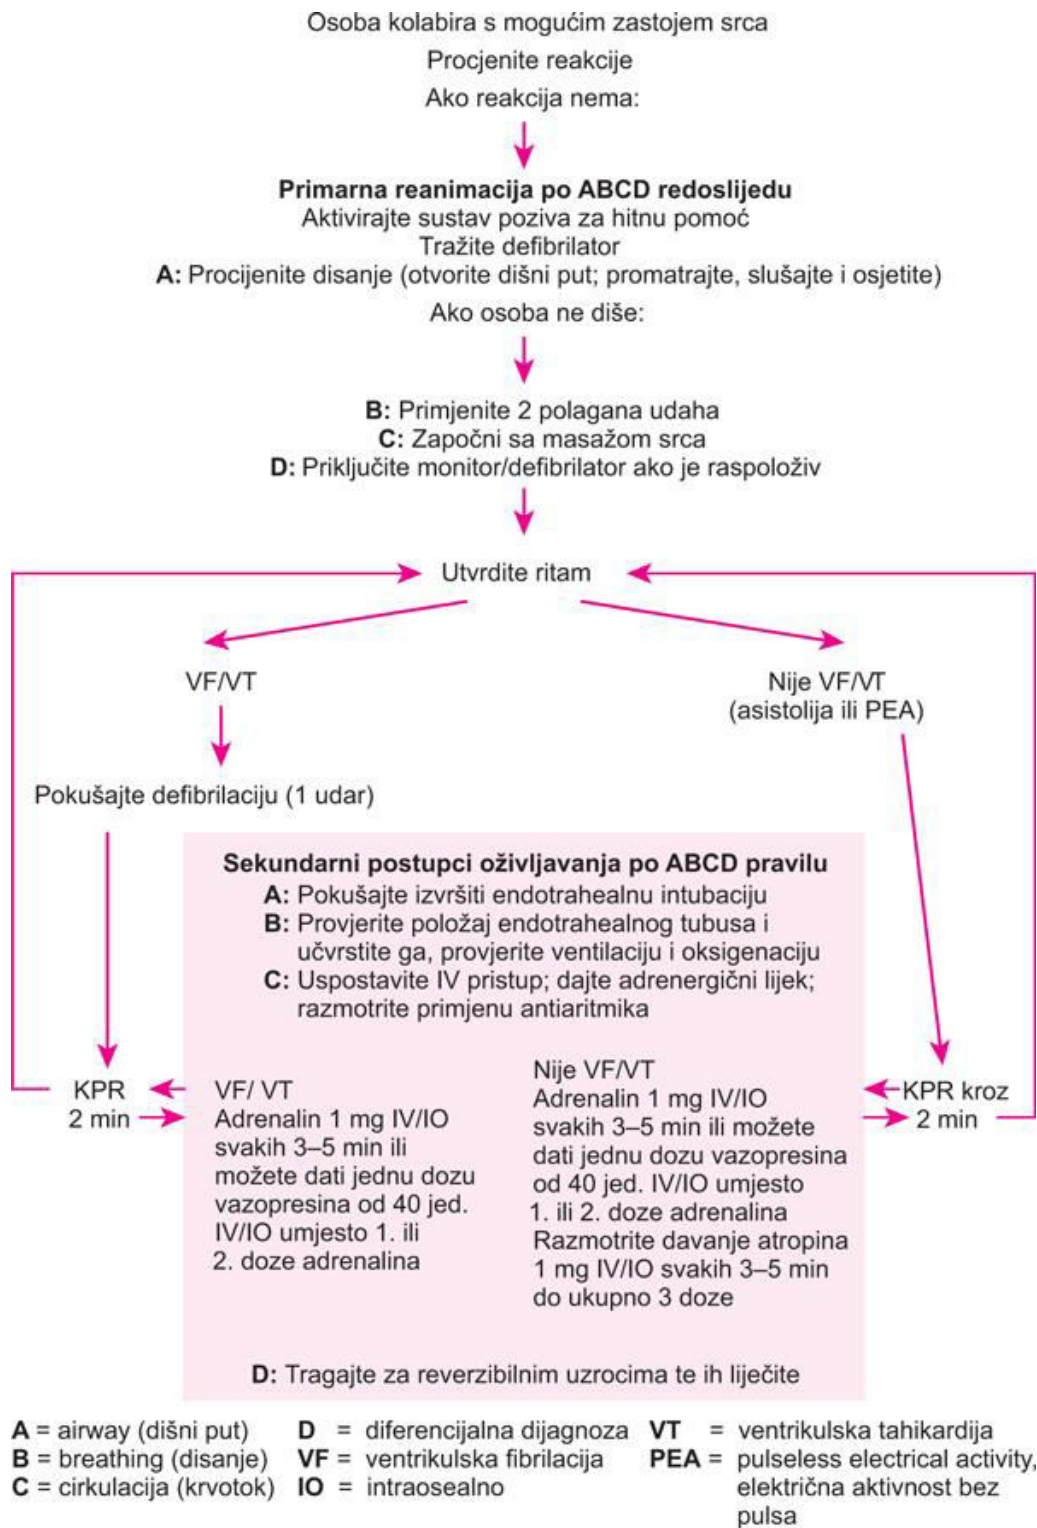 Osoba kolabira s mogućim zastojem srca
Procjenite reakcije
Ako reakcija nema:
Primarna reanimacija po ABCD redoslijedu
Aktivirajte sustav poziva za hitnu pomoć
Tražite defibrilator
A: Procijenite disanje (otvorite dišni put; promatrajte, slušajte i osjetite)
Ako osoba ne diše:
B: Primjenite 2 polagana udaha
C: Započni sa masažom srca
D: Priključite monitor/defibrilator ako je raspoloživ
Utvrdite ritam
VF/VT
Nije VF/VT
(asistolija ili PEA)
Pokušajte defibrilaciju (1 udar)
Sekundarni postupci oživljavanja po ABCD pravilu
A: Pokušajte izvršiti endotrahealnu intubaciju
B: Provjerite položaj endotrahealnog tubusa i
učvrstite ga, provjerite ventilaciju i oksigenaciju
C: Uspostavite IV pristup; dajte adrenergični lijek;
razmotrite primjenu antiaritmika
KPR
2 min
VF/ VT
Adrenalin 1 mg IV/IO
svakih 3–5 min ili
možete dati jednu dozu
vazopresina od 40 jed.
IV/IO umjesto 1. ili
2. doze adrenalina
Nije VF/VT
Adrenalin 1 mg IV/IO
svakih 3–5 min ili možete
dati jednu dozu vazopresina
od 40 jed. IV/IO umjesto
1. ili 2. doze adrenalina
Razmotrite davanje atropina
1 mg IV/IO svakih 3–5 min
do ukupno 3 doze
KPR kroz
2 min
D: Tragajte za reverzibilnim uzrocima te ih liječite
A = airway (dišni put)
B = breathing (disanje)
C = cirkulacija (krvotok)
D = diferencijalna dijagnoza
VF = ventrikulska fibrilacija
IO = intraosealno
VT = ventrikulska tahikardija
PEA = pulseless electrical activity,
električna aktivnost bez
pulsa